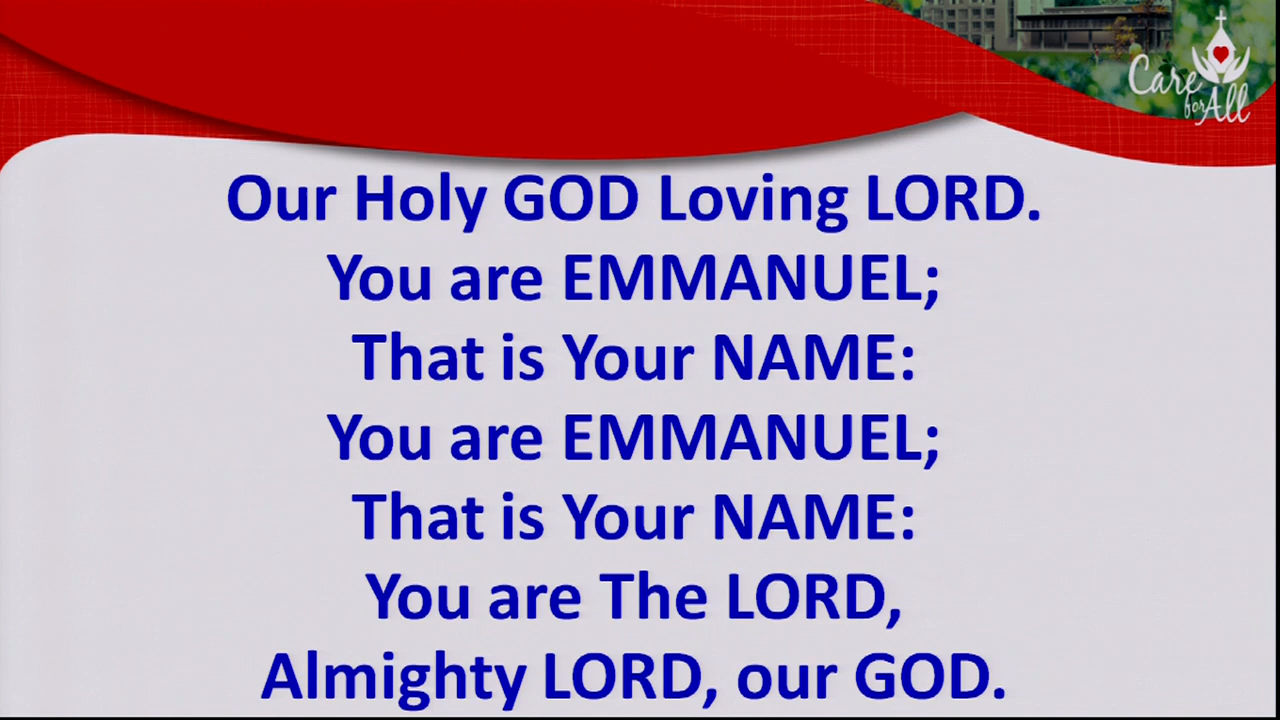 Care
for All
Our Holy GOD Loving LORD.
You are EMMANUEL;
That is Your NAME:
You are EMMANUEL;
That is Your NAME:
You are The LORD,
Almighty LORD, our GOD.